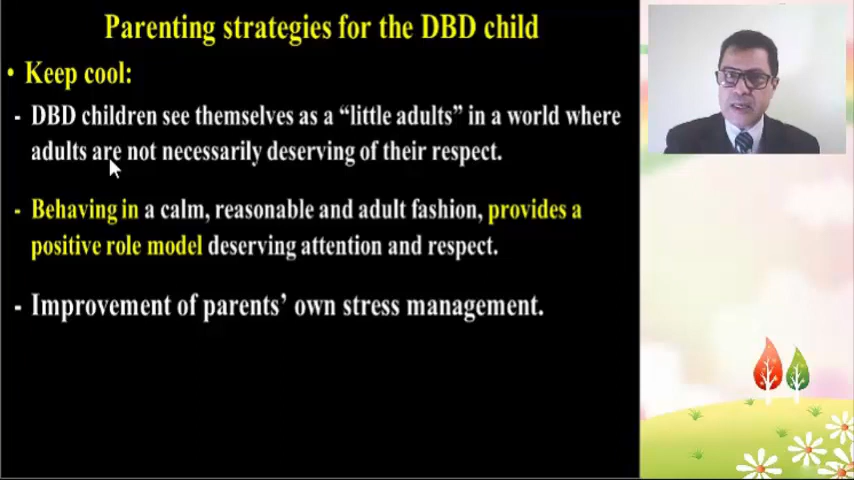 Parenting strategies for the DBD child
• Keep cool:
- DBD children see themselves as a “little adults” in a world where
adults are not necessarily deserving of their respect.
- Behaving in a calm, reasonable and adult fashion, provides a
positive role model deserving attention and respect.
- Improvement of parents’ own stress management.